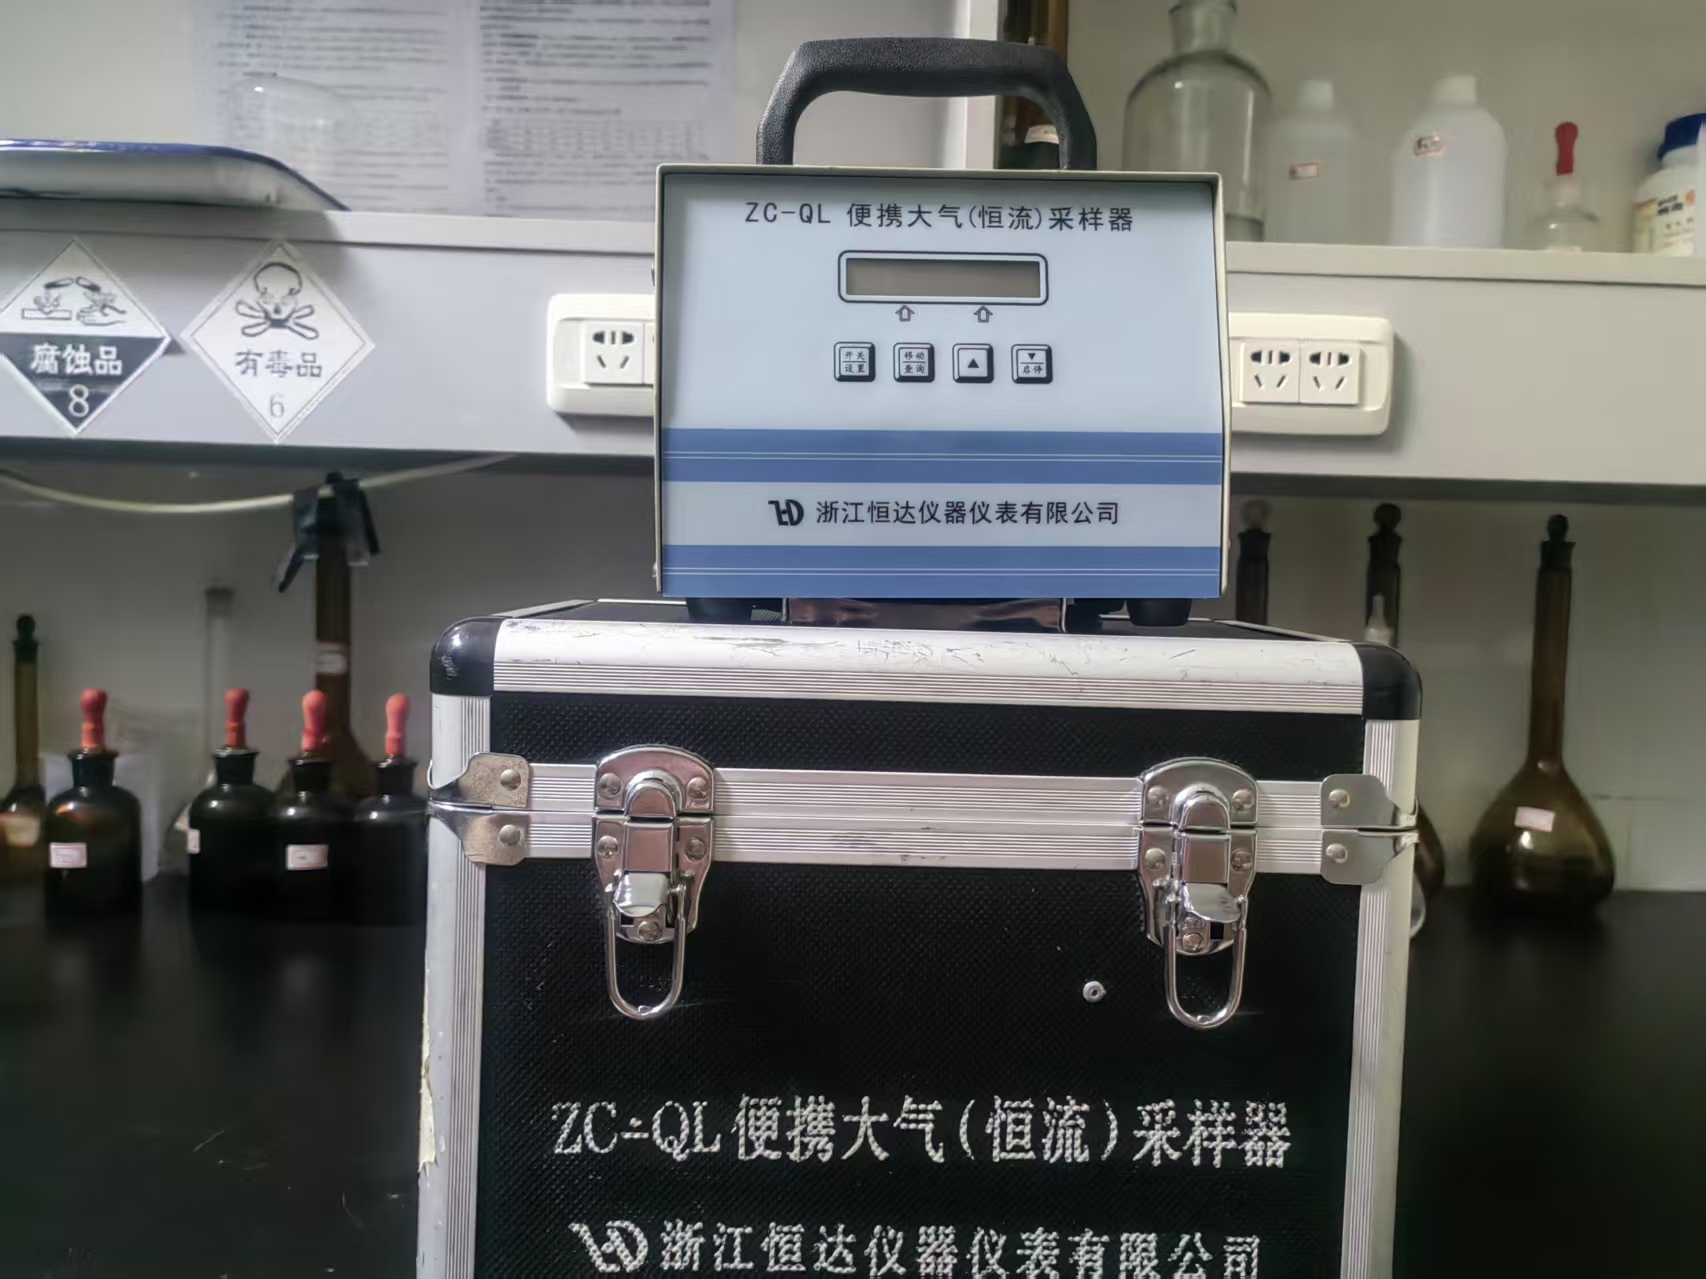 ZC-QL 便携大气(恒流)采样器
开关
设置
移动
查询
▲
▼
启停
ZHD 浙江恒达仪器仪表有限公司
腐蚀品
8
有毒品
6
ZC-QL便携大气(恒流)采样器
ZHD 浙江恒达仪器仪表有限公司